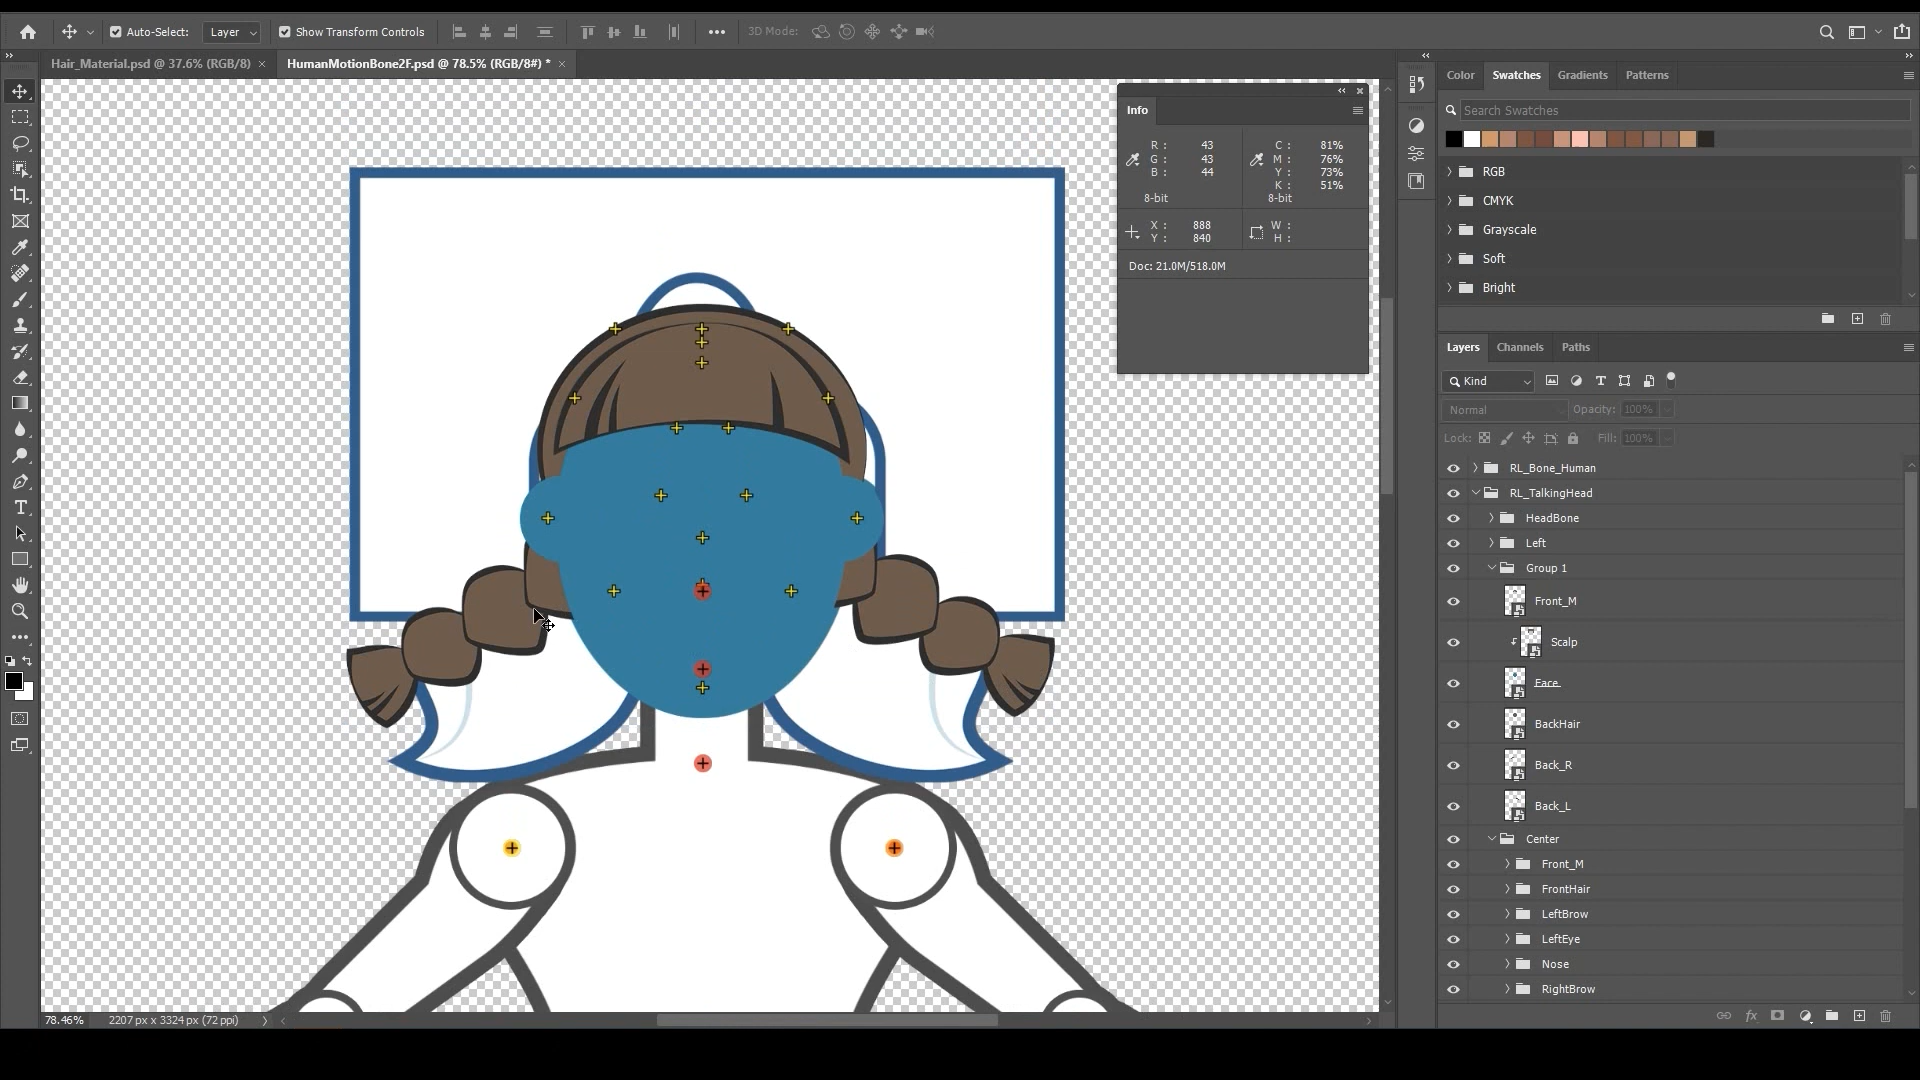 Auto-Select: Layer Show Transform Controls 3D Mode:
Hair_Material.psd @ 37.6% (RGB/8) × HumanMotionBone2F.psd @ 78.5% (RGB/8#) * ×
Info
R : 43 C : 81%
G : 43 M : 76%
B : 44 Y : 73%
K : 51%
8-bit 8-bit
X : 888 W :
Y : 840 H :
Doc: 21.0M/518.0M
Color Swatches Gradients Patterns
Search Swatches
RGB
CMYK
Grayscale
Soft
Bright
Layers Channels Paths
Kind
Normal Opacity: 100%
Lock: Fill: 100%
RL_Bone_Human
RL_TalkingHead
HeadBone
Left
Group 1
Front_M
Scalp
Face
BackHair
Back_R
Back_L
Center
Front_M
FrontHair
LeftBrow
LeftEye
Nose
RightBrow
fx
78.46% 2207 px x 3324 px (72 ppi)